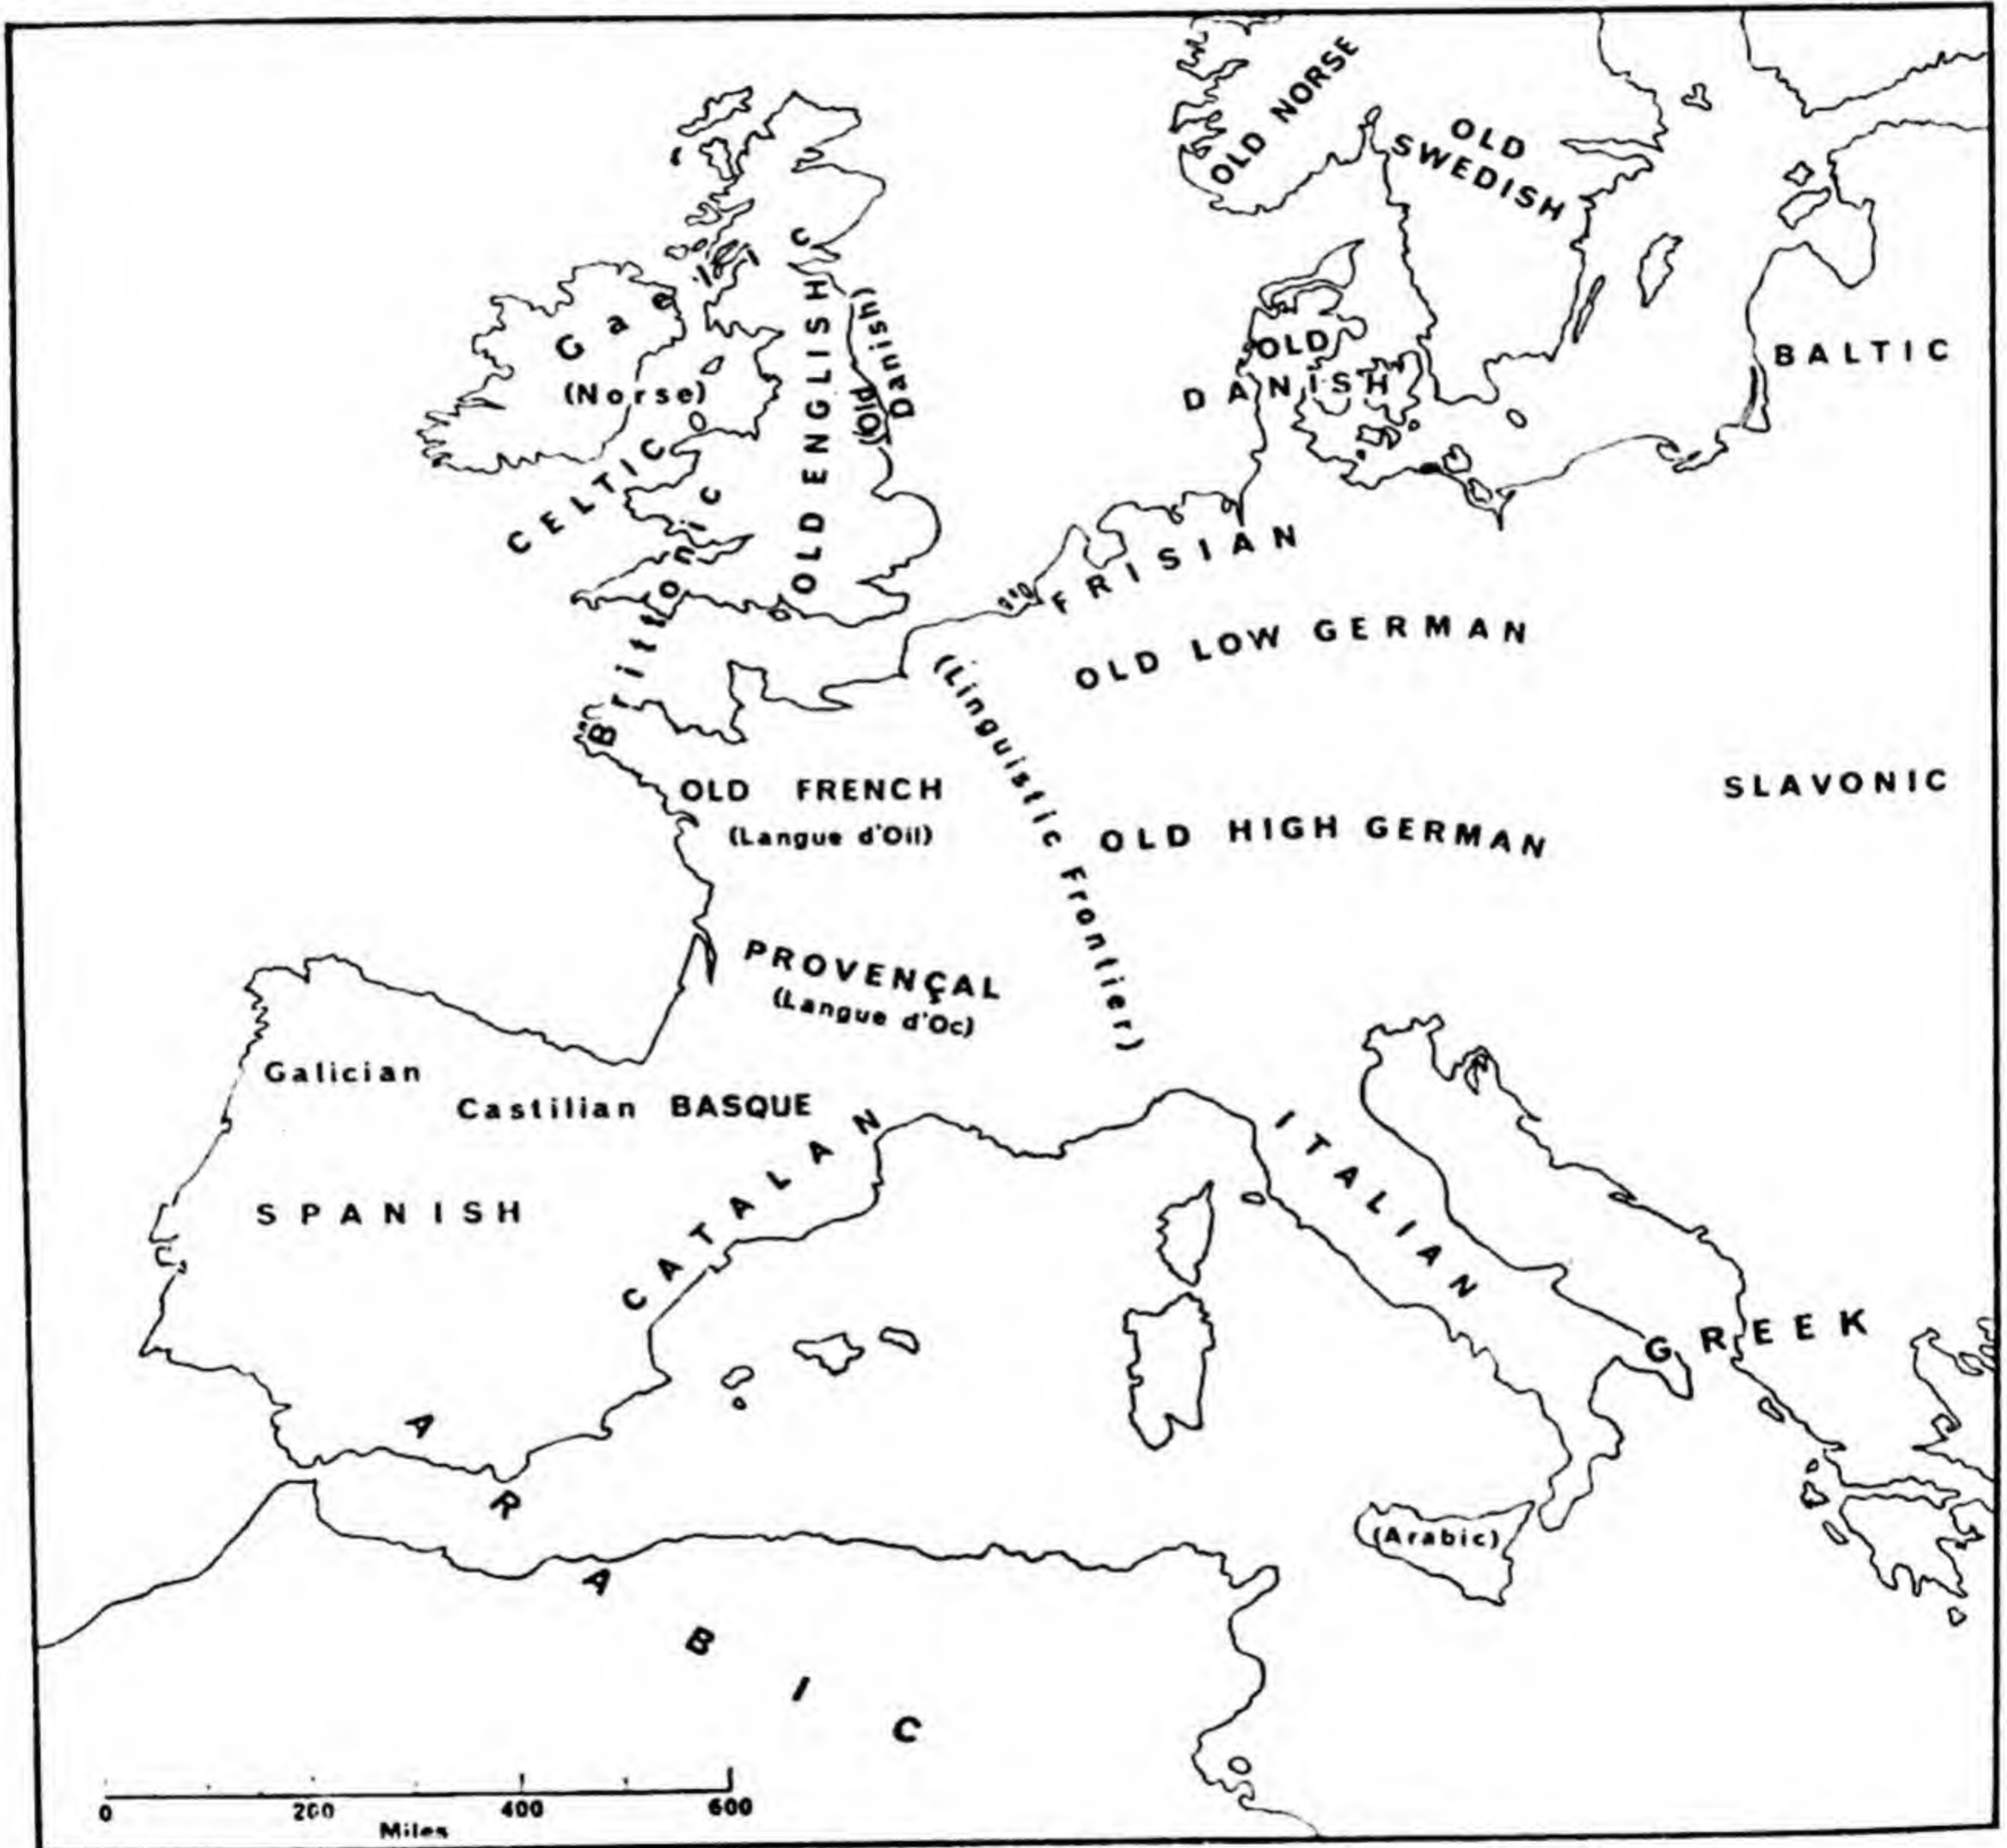 OLD NORSE
OLD
SWEDISH
Gaelic
(Norse)
OLD ENGLISH
(Old
Danish)
OLD
DANISH
BALTIC
CELTIC
Brittonic
FRISIAN
OLD LOW GERMAN
(Linguistic Frontier)
OLD FRENCH
(Langue d'Oil)
OLD HIGH GERMAN
SLAVONIC
PROVENÇAL
(Langue d'Oc)
Galician
Castilian
BASQUE
CATALAN
SPANISH
ITALIAN
GREEK
ARABIC
(Arabic)
0 200 400 600
Miles